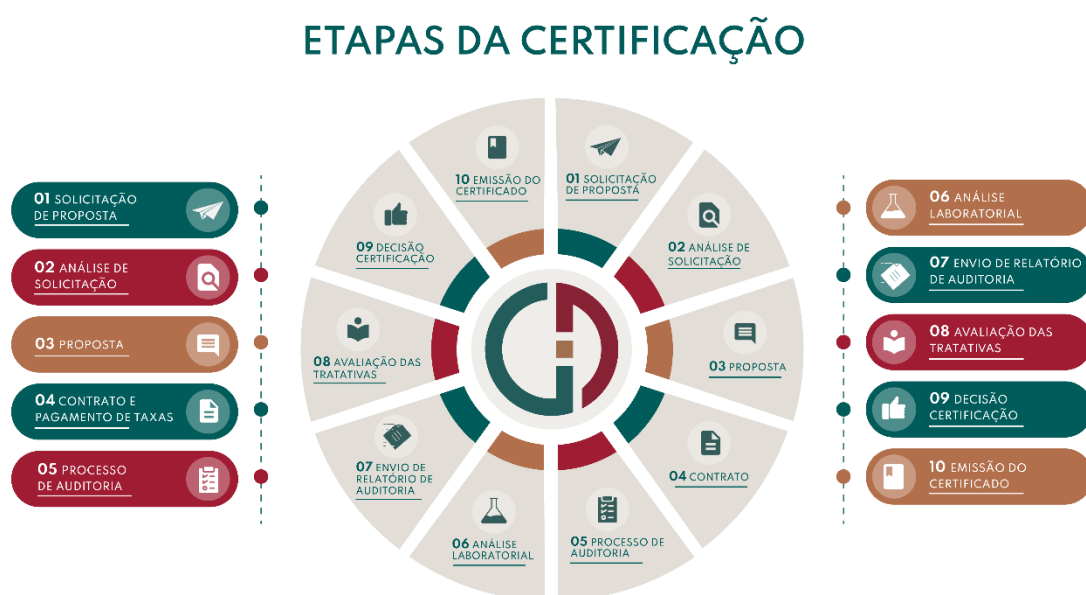 ETAPAS DA CERTIFICAÇÃO
01 SOLICITAÇÃO
DE PROPOSTA
02 ANÁLISE DE
SOLICITAÇÃO
03 PROPOSTA
04 CONTRATO E
PAGAMENTO DE TAXAS
05 PROCESSO
DE AUDITORIA
01 SOLICITAÇÃO
DE PROPOSTA
02 ANÁLISE DE
SOLICITAÇÃO
03 PROPOSTA
04 CONTRATO
05 PROCESSO DE
AUDITORIA
06 ANÁLISE
LABORATORIAL
07 ENVIO DE
RELATÓRIO DE
AUDITORIA
08 AVALIAÇÃO DAS
TRATATIVAS
09 DECISÃO
CERTIFICAÇÃO
10 EMISSÃO DO
CERTIFICADO
06 ANÁLISE
LABORATORIAL
07 ENVIO DE RELATÓRIO
DE AUDITORIA
08 AVALIAÇÃO DAS
TRATATIVAS
09 DECISÃO
CERTIFICAÇÃO
10 EMISSÃO DO
CERTIFICADO